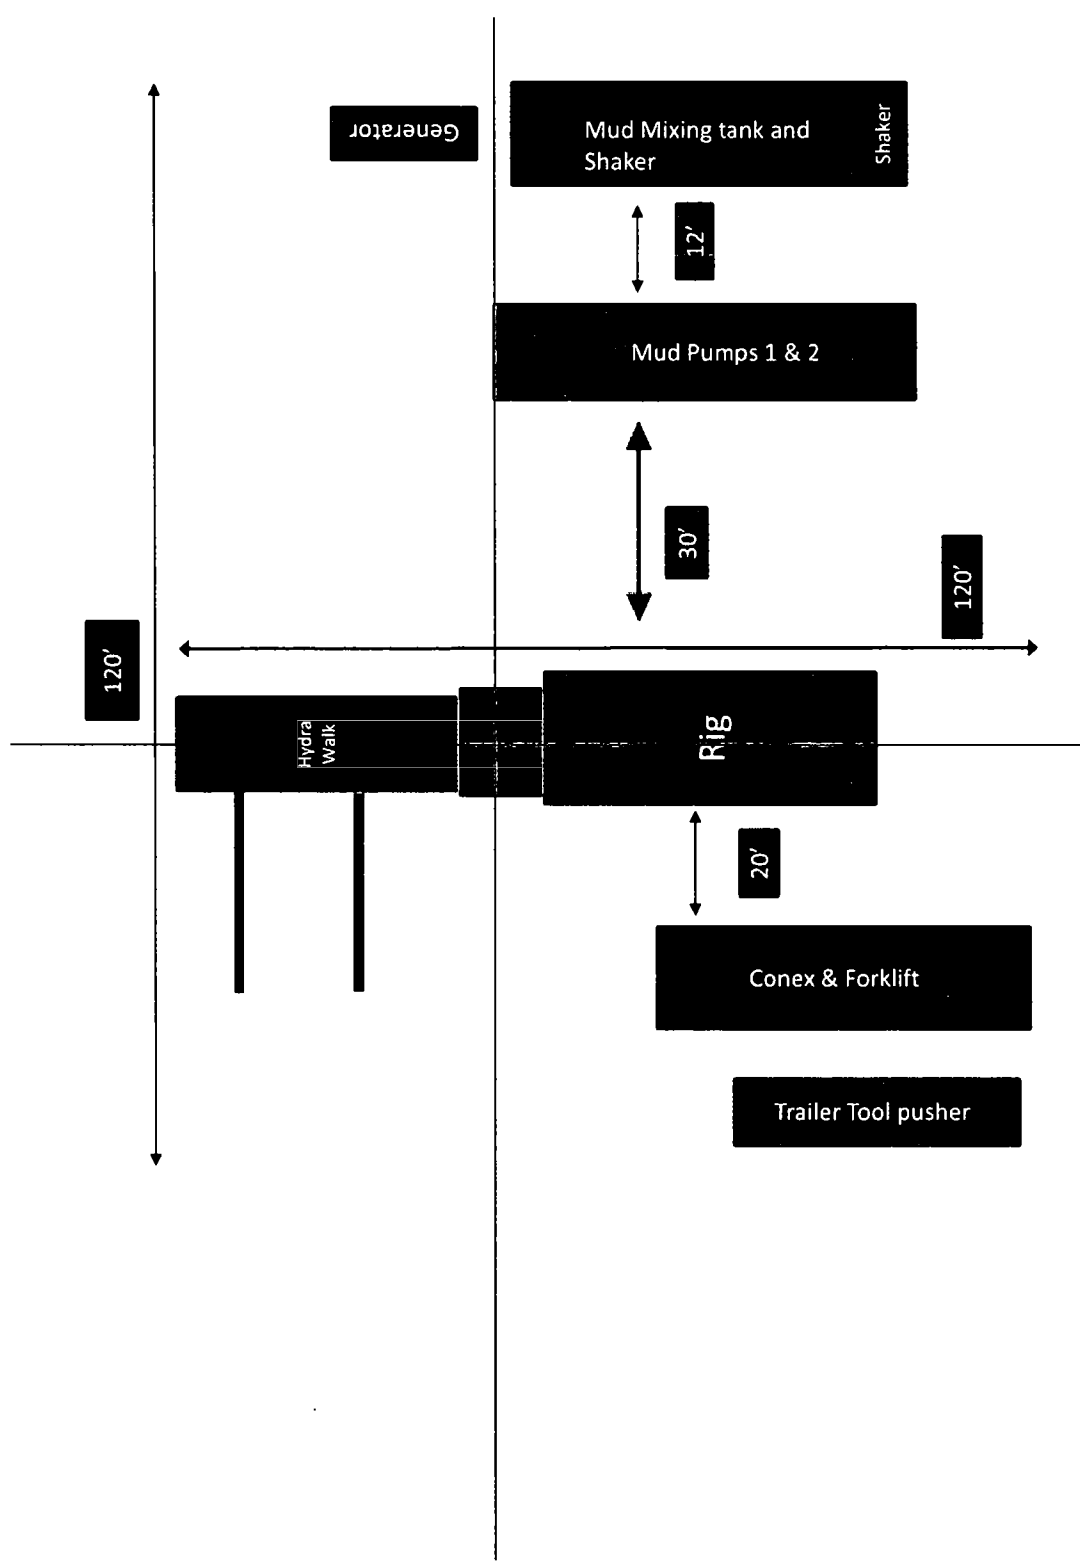 Generator
Mud Mixing tank and
Shaker
Shaker
12'
Mud Pumps 1 & 2
30'
120'
120'
Hydra
Walk
Rig
20'
Conex & Forklift
Trailer Tool pusher